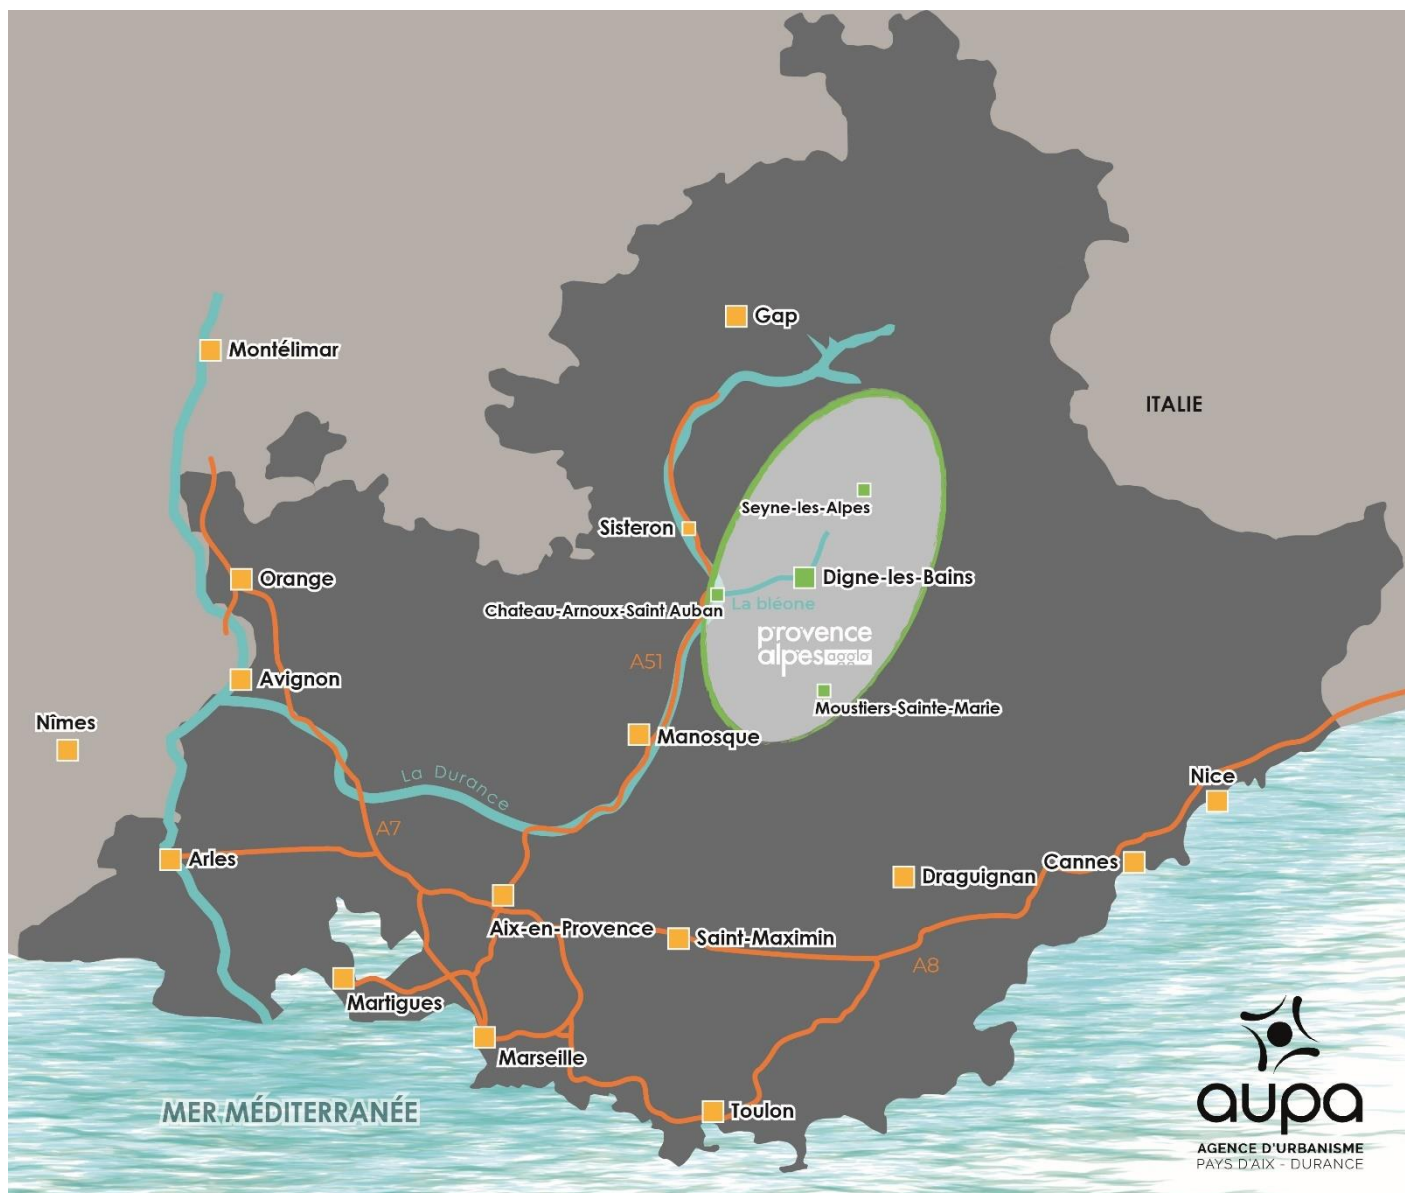 Gap
Montélimar
ITALIE
Seyne-les-Alpes
Sisteron
Orange
Digne-les-Bains
Chateau-Arnoux-Saint Auban
La bléone
provence
alpesagglo
A51
Avignon
Moustiers-Sainte-Marie
Nîmes
Manosque
La Durance
Nice
A7
Arles
Cannes
Draguignan
Aix-en-Provence
Saint-Maximin
A8
Martigues
Marseille
MER MÉDITERRANÉE
Toulon
aupa
AGENCE D'URBANISME
PAYS D'AIX - DURANCE